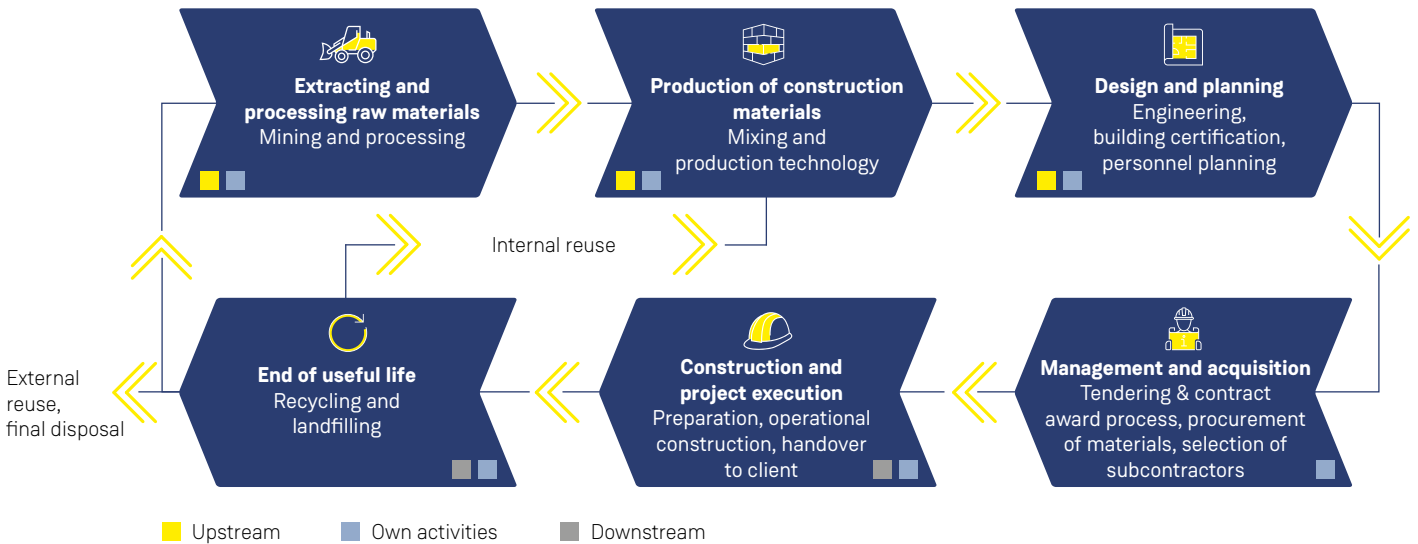 Extracting and
processing raw materials
Mining and processing
Production of construction
materials
Mixing and
production technology
Design and planning
Engineering,
building certification,
personnel planning
Internal reuse
External
reuse,
final disposal
End of useful life
Recycling and
landfilling
Construction and
project execution
Preparation, operational
construction, handover
to client
Management and acquisition
Tendering & contract
award process, procurement
of materials, selection of
subcontractors
Upstream
Own activities
Downstream